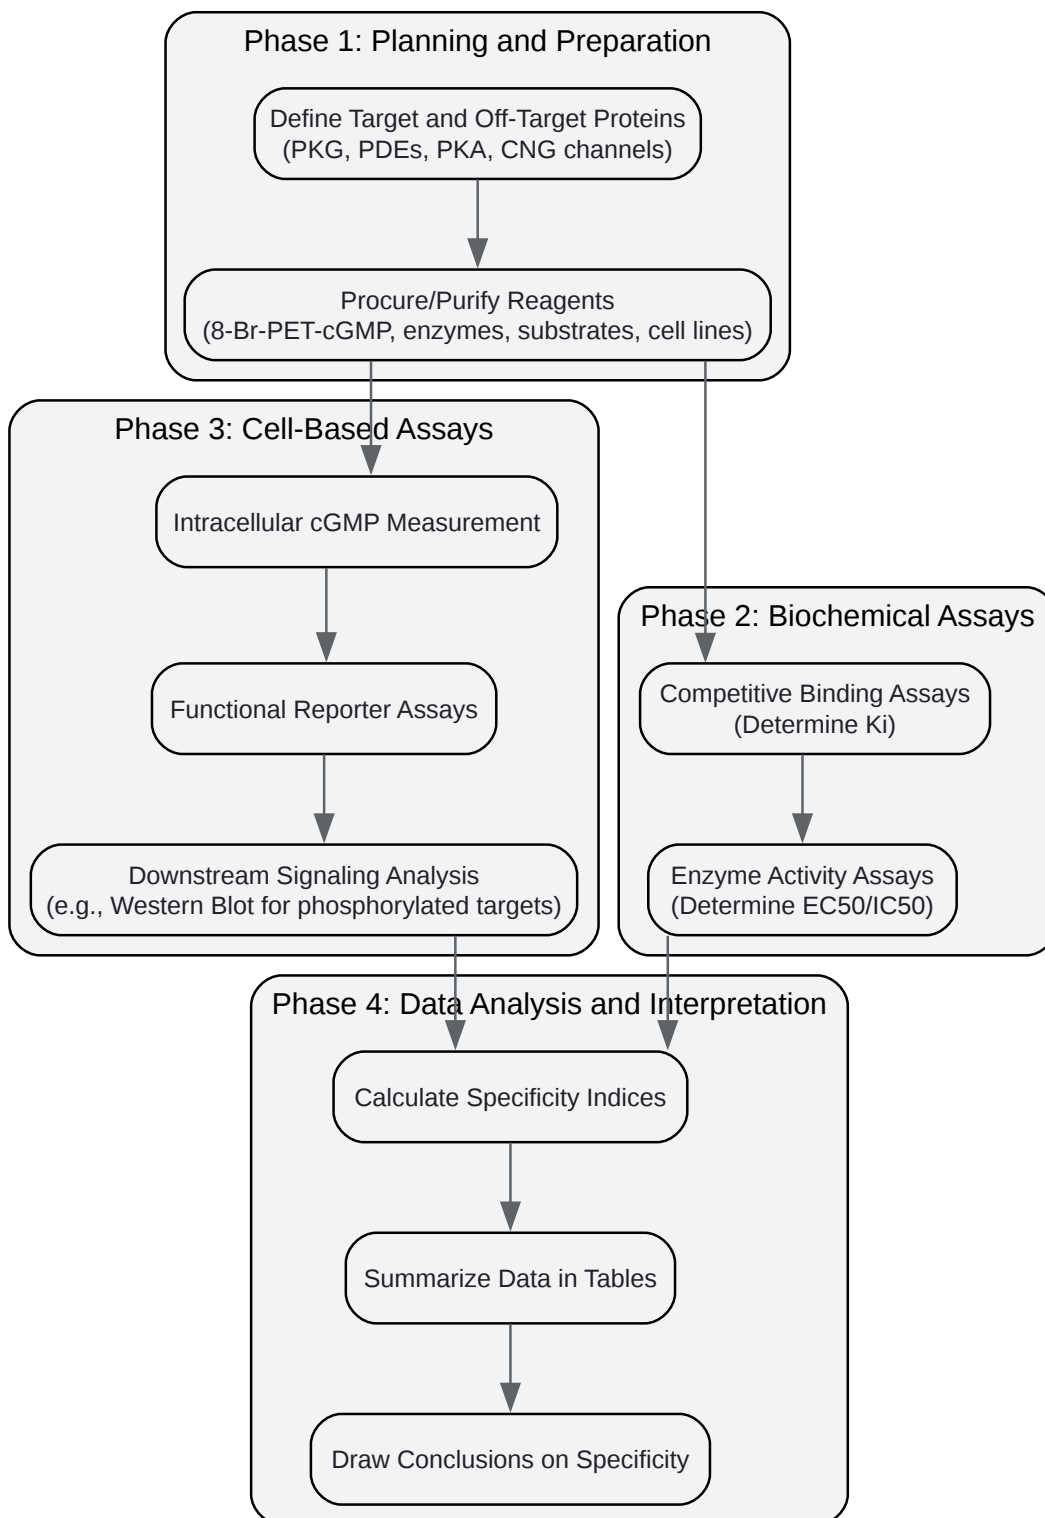 Phase 1: Planning and Preparation
Define Target and Off-Target Proteins
(PKG, PDEs, PKA, CNG channels)
Procure/Purify Reagents
(8-Br-PET-cGMP, enzymes, substrates, cell lines)
Phase 3: Cell-Based Assays
Intracellular cGMP Measurement
Functional Reporter Assays
Downstream Signaling Analysis
(e.g., Western Blot for phosphorylated targets)
Phase 2: Biochemical Assays
Competitive Binding Assays
(Determine Ki)
Enzyme Activity Assays
(Determine EC50/IC50)
Phase 4: Data Analysis and Interpretation
Calculate Specificity Indices
Summarize Data in Tables
Draw Conclusions on Specificity